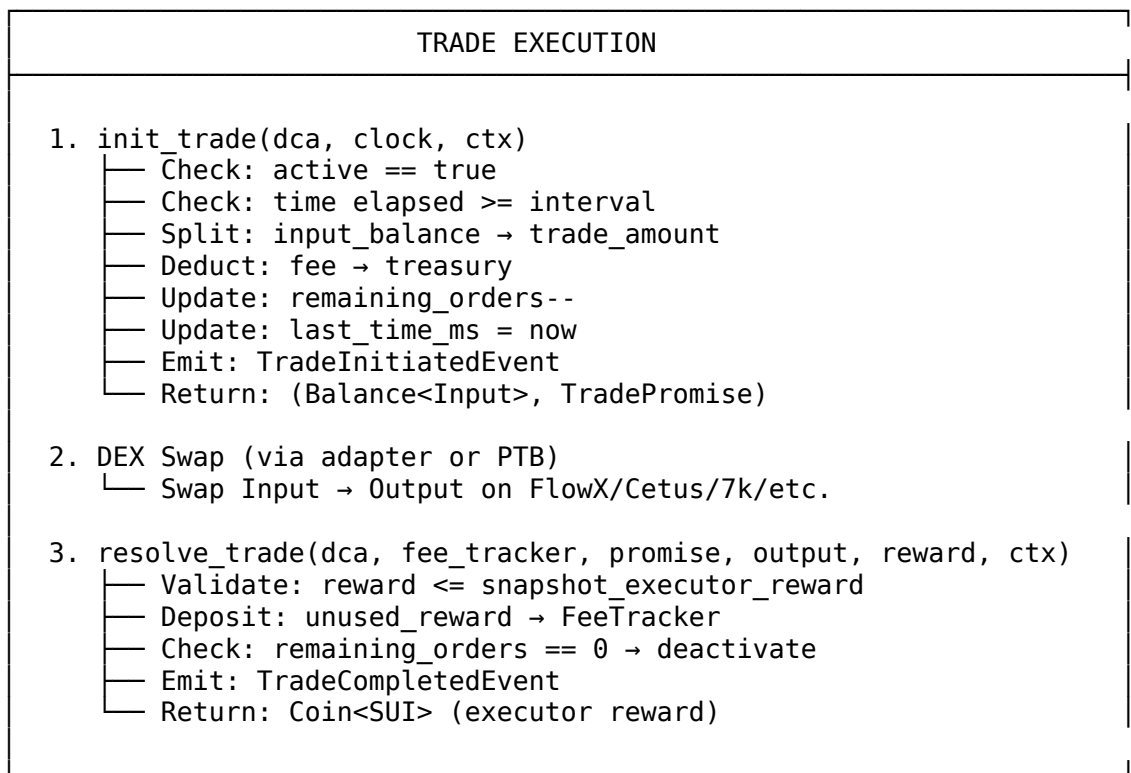 TRADE EXECUTION
1. init_trade(dca, clock, ctx)
├── Check: active == true
├── Check: time elapsed >= interval
├── Split: input_balance → trade_amount
├── Deduct: fee → treasury
├── Update: remaining_orders--
├── Update: last_time_ms = now
├── Emit: TradeInitiatedEvent
└── Return: (Balance<Input>, TradePromise)
2. DEX Swap (via adapter or PTB)
└── Swap Input → Output on FlowX/Cetus/7k/etc.
3. resolve_trade(dca, fee_tracker, promise, output, reward, ctx)
├── Validate: reward <= snapshot_executor_reward
├── Deposit: unused_reward → FeeTracker
├── Check: remaining_orders == 0 → deactivate
├── Emit: TradeCompletedEvent
└── Return: Coin<SUI> (executor reward)